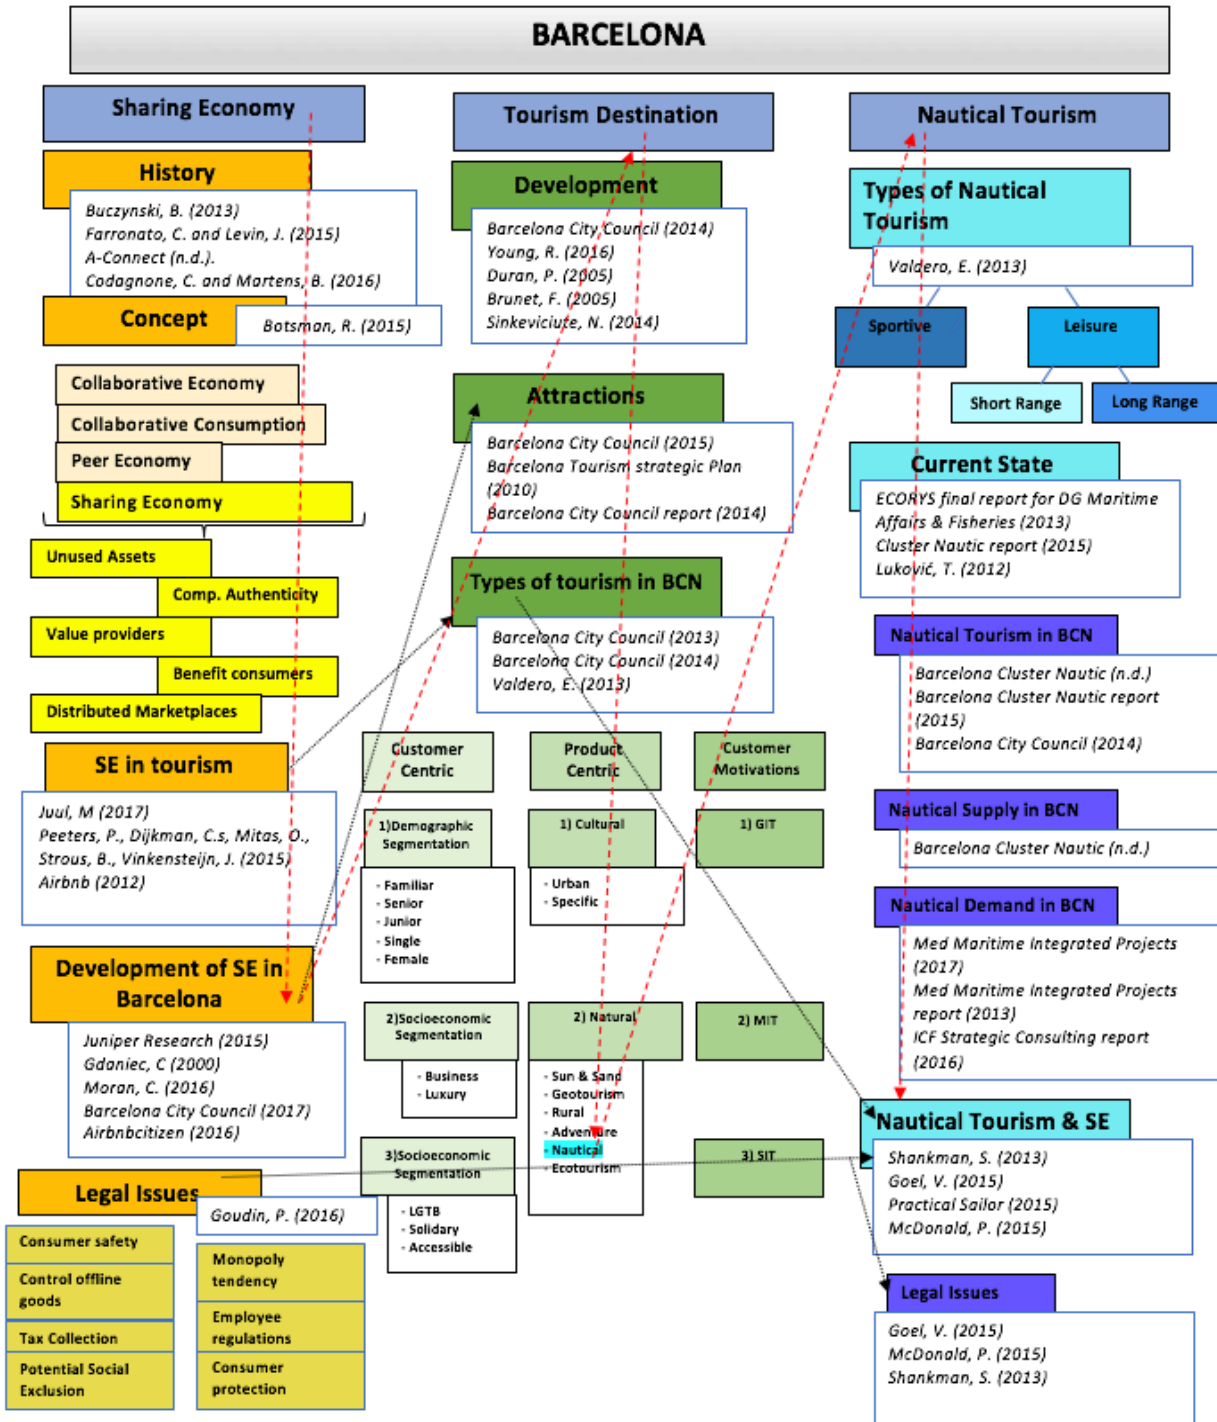 BARCELONA
Sharing Economy
History
Buczynski, B. (2013)
Farronato, C. and Levin, J. (2015)
A-Connect (n.d.).
Codagnone, C. and Martens, B. (2016)
Concept
Botsman, R. (2015)
Collaborative Economy
Collaborative Consumption
Peer Economy
Sharing Economy
Unused Assets
Comp. Authenticity
Value providers
Benefit consumers
Distributed Marketplaces
SE in tourism
Juul, M (2017)
Peeters, P., Dijkman, C.s, Mitas, O.,
Strous, B., Vinkensteijn, J. (2015)
Airbnb (2012)
Development of SE in
Barcelona
Juniper Research (2015)
Gdaniec, C (2000)
Moran, C. (2016)
Barcelona City Council (2017)
Airbnbcitizen (2016)
Legal Issues
Goudin, P. (2016)
Consumer safety
Control offline
goods
Tax Collection
Potential Social
Exclusion
Monopoly
tendency
Employee
regulations
Consumer
protection
Tourism Destination
Development
Barcelona City Council (2014)
Young, R. (2016)
Duran, P. (2005)
Brunet, F. (2005)
Sinkeviciute, N. (2014)
Attractions
Barcelona City Council (2015)
Barcelona Tourism strategic Plan
(2010)
Barcelona City Council report (2014)
Types of tourism in BCN
Barcelona City Council (2013)
Barcelona City Council (2014)
Valdero, E. (2013)
Customer
Centric
1)Demographic
Segmentation
- Familiar
- Senior
- Junior
- Single
- Female
2)Socioeconomic
Segmentation
- Business
- Luxury
3)Socioeconomic
Segmentation
- LGTB
- Solidary
- Accessible
Product
Centric
1) Cultural
- Urban
- Specific
2) Natural
- Sun & Sand
- Geotourism
- Rural
- Adventure
- Nautical
- Ecotourism
Customer
Motivations
1) GIT
2) MIT
3) SIT
Nautical Tourism
Types of Nautical
Tourism
Valdero, E. (2013)
Sportive
Leisure
Short Range
Long Range
Current State
ECORYS final report for DG Maritime
Affairs & Fisheries (2013)
Cluster Nautic report (2015)
Luković, T. (2012)
Nautical Tourism in BCN
Barcelona Cluster Nautic (n.d.)
Barcelona Cluster Nautic report
(2015)
Barcelona City Council (2014)
Nautical Supply in BCN
Barcelona Cluster Nautic (n.d.)
Nautical Demand in BCN
Med Maritime Integrated Projects
(2017)
Med Maritime Integrated Projects
report (2013)
ICF Strategic Consulting report
(2016)
Nautical Tourism & SE
Shankman, S. (2013)
Goel, V. (2015)
Practical Sailor (2015)
McDonald, P. (2015)
Legal Issues
Goel, V. (2015)
McDonald, P. (2015)
Shankman, S. (2013)